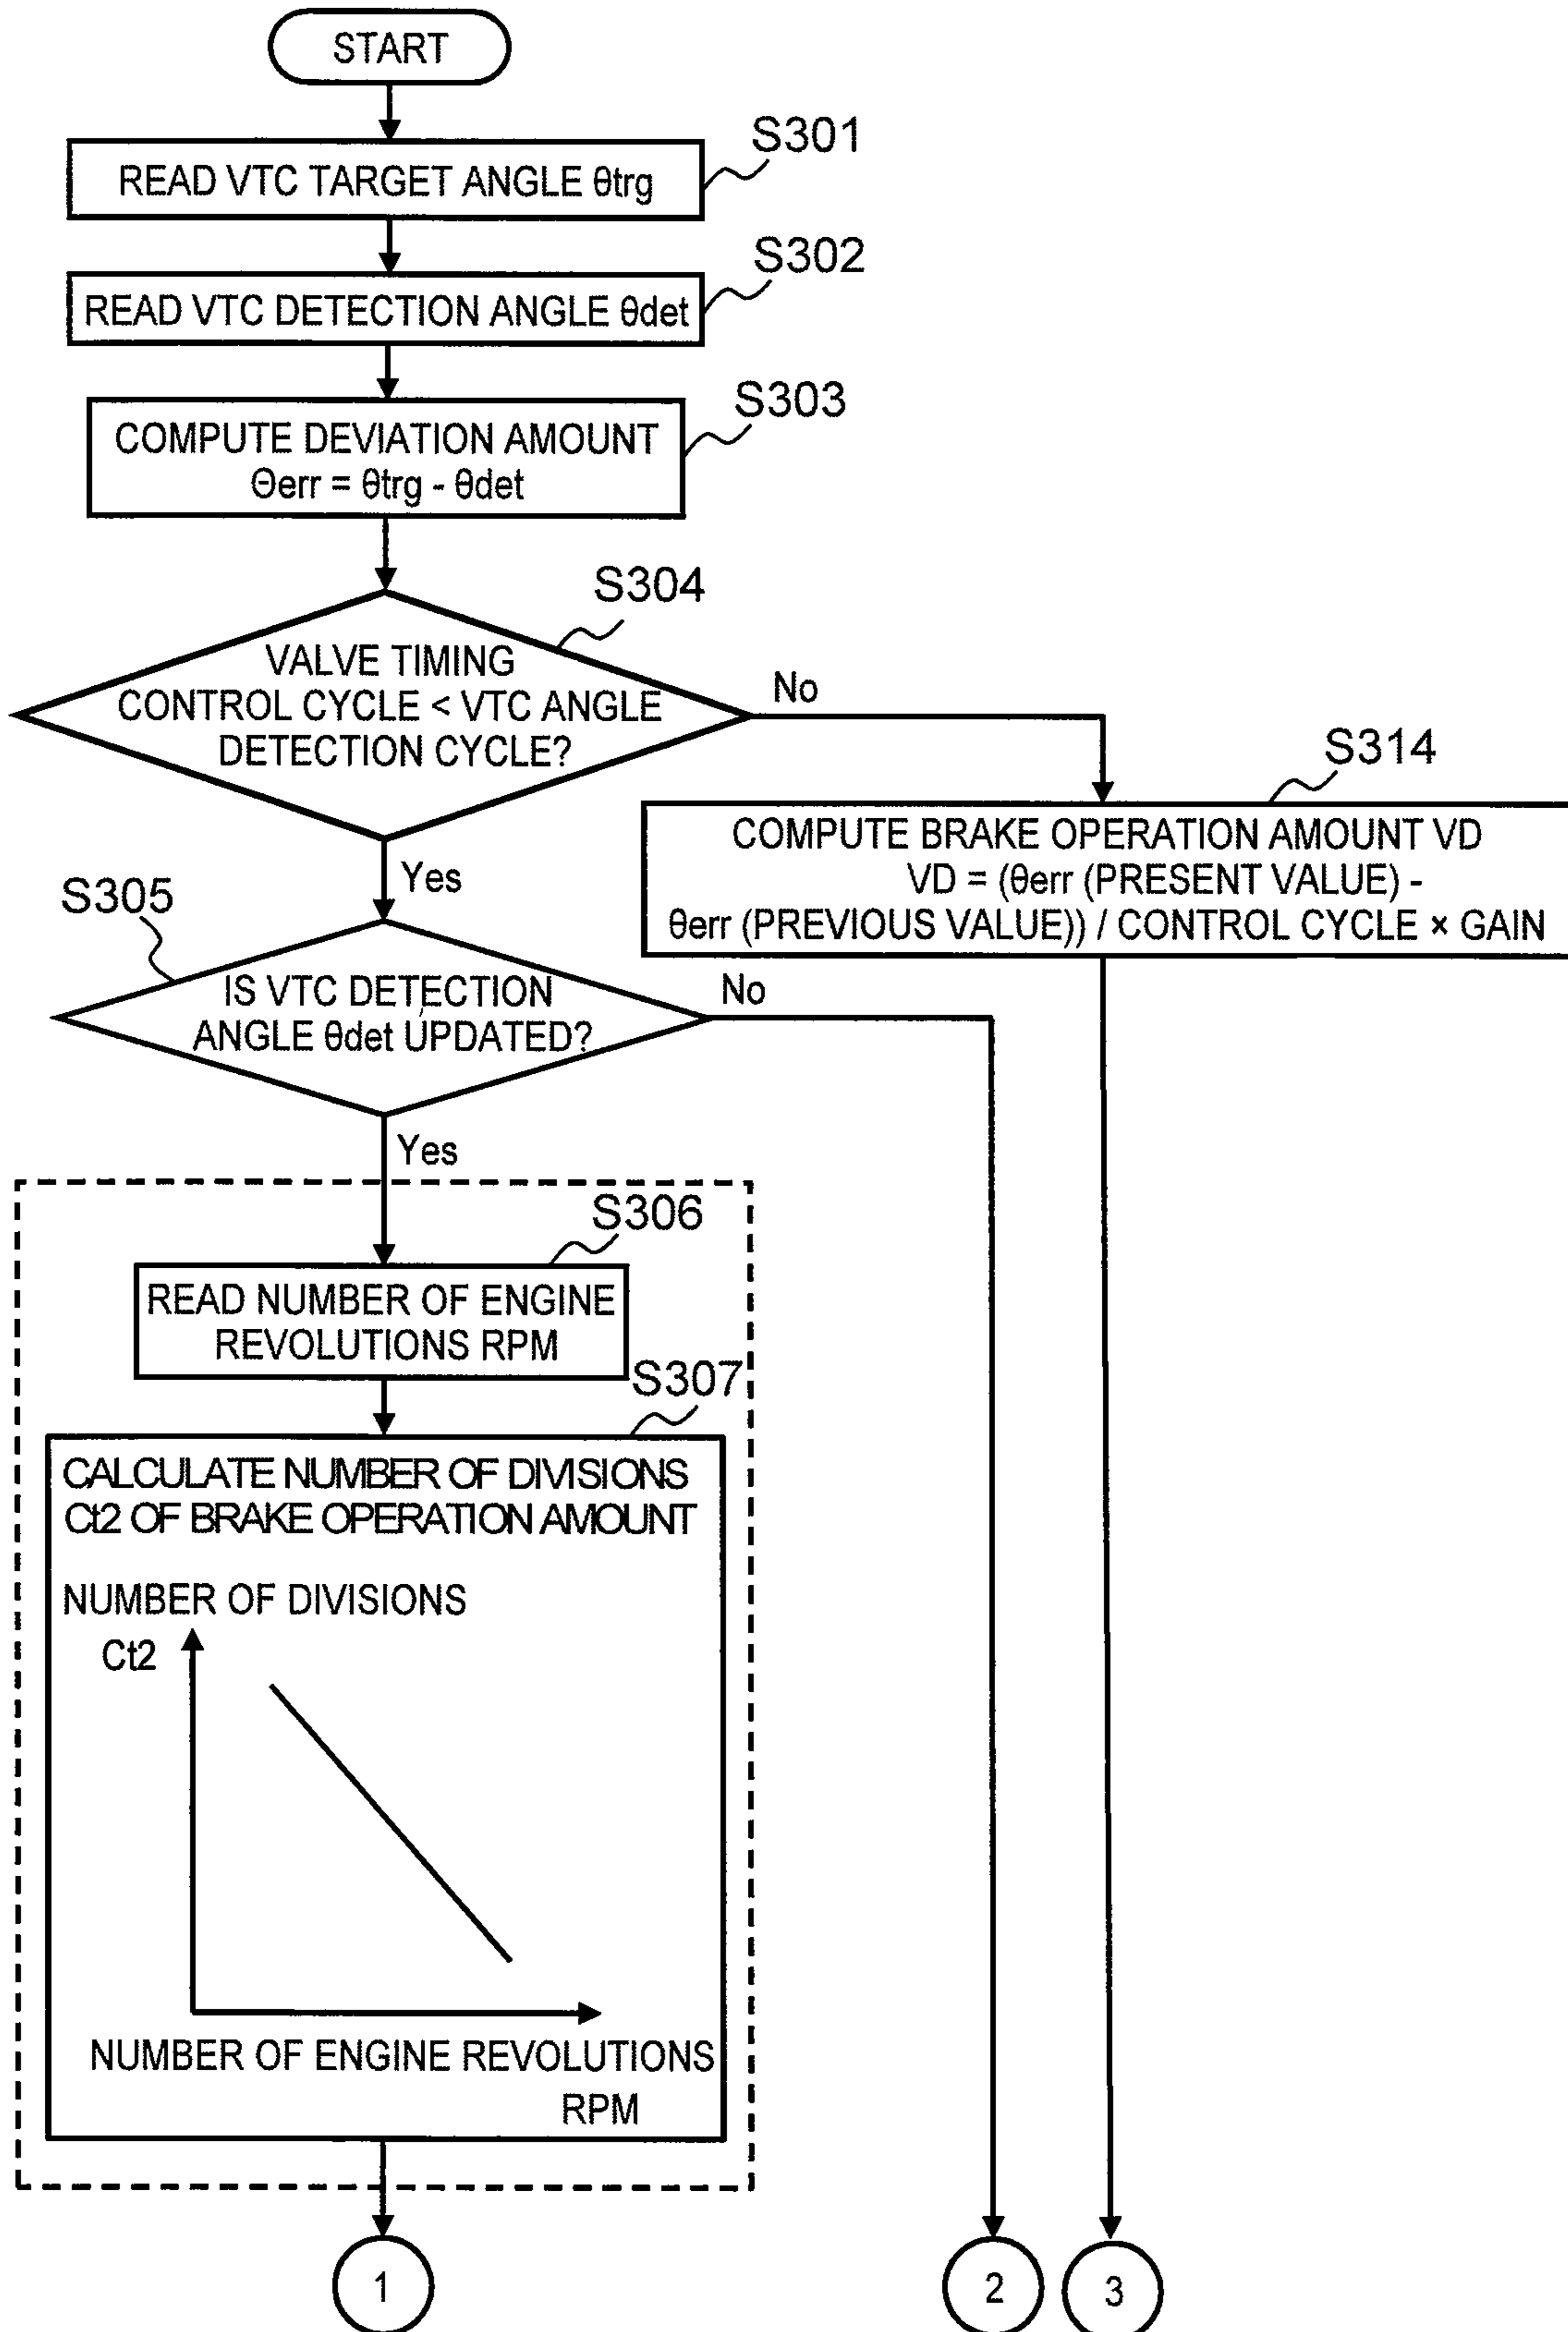 START
S301
READ VTC TARGET ANGLE θtrg
S302
READ VTC DETECTION ANGLE θdet
S303
COMPUTE DEVIATION AMOUNT
Θerr = θtrg - θdet
S304
VALVE TIMING
CONTROL CYCLE < VTC ANGLE
DETECTION CYCLE?
No
Yes
S314
COMPUTE BRAKE OPERATION AMOUNT VD
VD = (θerr (PRESENT VALUE) -
θerr (PREVIOUS VALUE)) / CONTROL CYCLE × GAIN
S305
IS VTC DETECTION
ANGLE θdet UPDATED?
No
Yes
S306
READ NUMBER OF ENGINE
REVOLUTIONS RPM
S307
CALCULATE NUMBER OF DIVISIONS
Ct2 OF BRAKE OPERATION AMOUNT
NUMBER OF DIVISIONS
Ct2
NUMBER OF ENGINE REVOLUTIONS
RPM
1
2
3